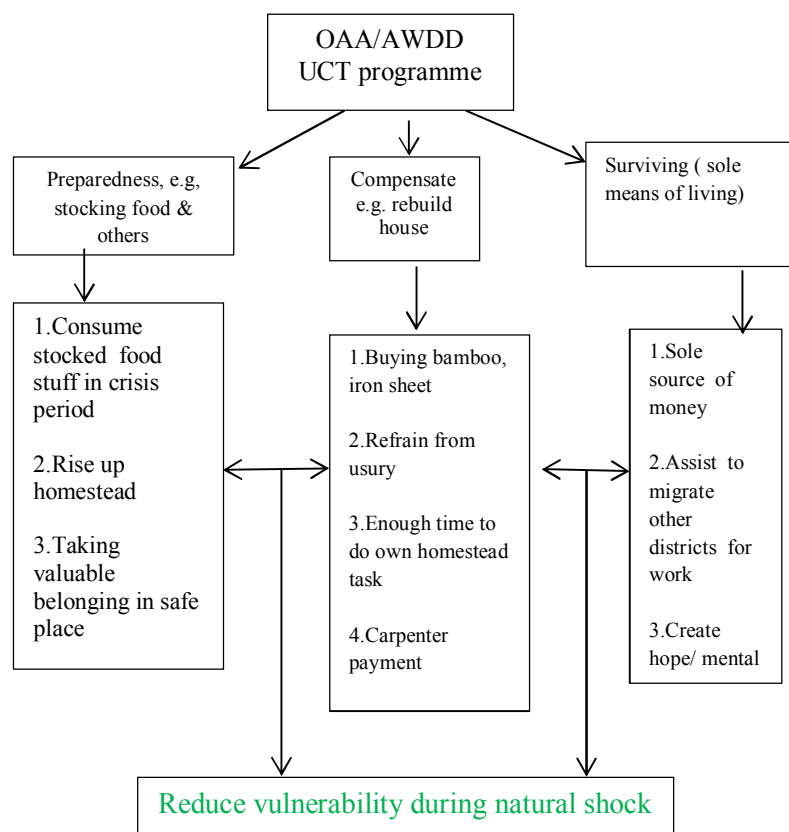 OAA/AWDD
UCT programme
Preparedness, e.g,
stocking food &
others
Compensate
e.g. rebuild
house
Surviving ( sole
means of living)
1.Consume
stocked food
stuff in crisis
period
2.Rise up
homestead
3.Taking
valuable
belonging in safe
place
1.Buying bamboo,
iron sheet
2.Refrain from
usury
3.Enough time to
do own homestead
task
4.Carpenter
payment
1.Sole
source of
money
2.Assist to
migrate
other
districts for
work
3.Create
hope/ mental
Reduce vulnerability during natural shock